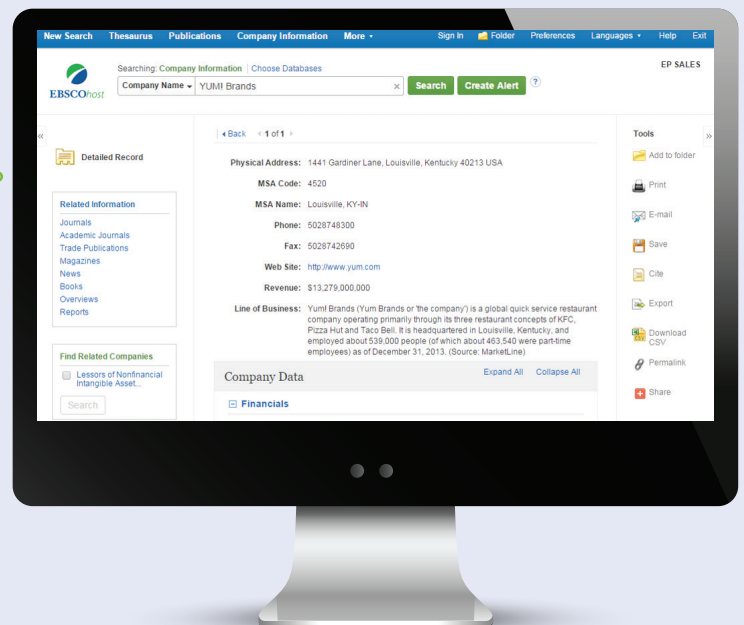 New Search Thesaurus Publications Company Information More
Sign In Folder Preferences Languages Help Exit
EBSCOhost
Searching: Company Information | Choose Databases
Company Name YUM! Brands × Search Create Alert ?
EP SALES
«
Detailed Record
Related Information
Journals
Academic Journals
Trade Publications
Magazines
News
Books
Overviews
Reports
Find Related Companies
Lessors of Nonfinancial
Intangible Asset...
Search
Back 1 of 1
Physical Address: 1441 Gardiner Lane, Louisville, Kentucky 40213 USA
MSA Code: 4520
MSA Name: Louisville, KY-IN
Phone: 5028748300
Fax: 5028742690
Web Site: http://www.yum.com
Revenue: $13,279,000,000
Line of Business: Yum! Brands (Yum Brands or 'the company') is a global quick service restaurant
company operating primarily through its three restaurant concepts of KFC,
Pizza Hut and Taco Bell. It is headquartered in Louisville, Kentucky, and
employed about 539,000 people (of which about 463,540 were part-time
employees) as of December 31, 2013. (Source: MarketLine)
Company Data Expand All Collapse All
Financials
Tools
»
Add to folder
Print
E-mail
Save
Cite
Export
Download
CSV
Permalink
Share